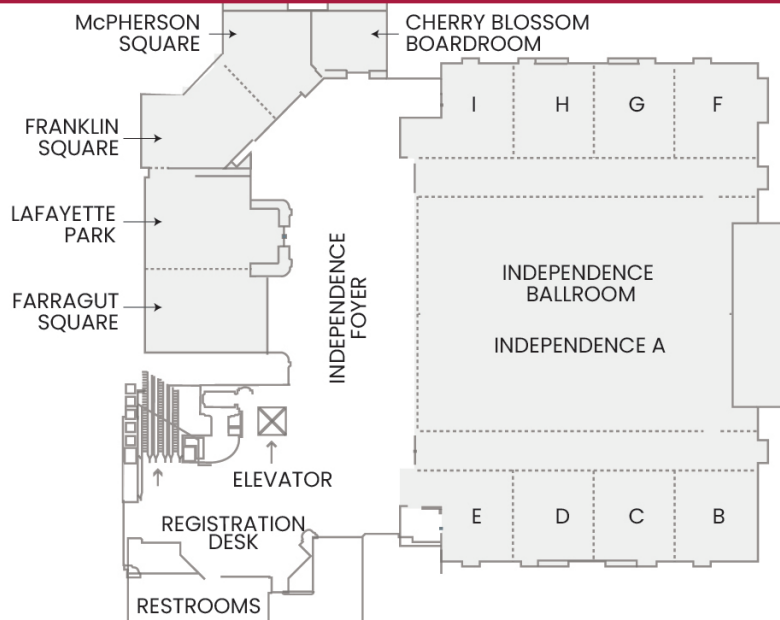 McPHERSON
SQUARE
CHERRY BLOSSOM
BOARDROOM
I
H
G
F
FRANKLIN
SQUARE
LAFAYETTE
PARK
FARRAGUT
SQUARE
INDEPENDENCE
FOYER
INDEPENDENCE
BALLROOM
INDEPENDENCE A
ELEVATOR
E
D
C
B
REGISTRATION
DESK
RESTROOMS